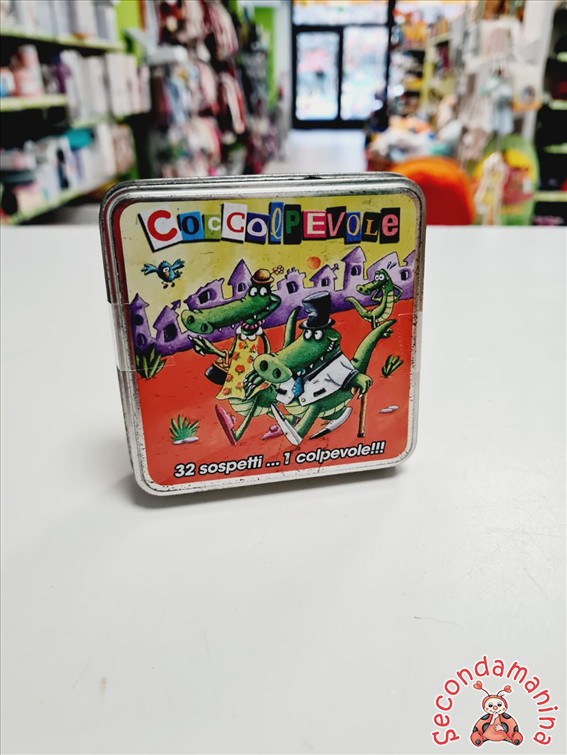 COCCOLPEVOLE
32 sospetti ... 1 colpevole!!!
Secondamanina